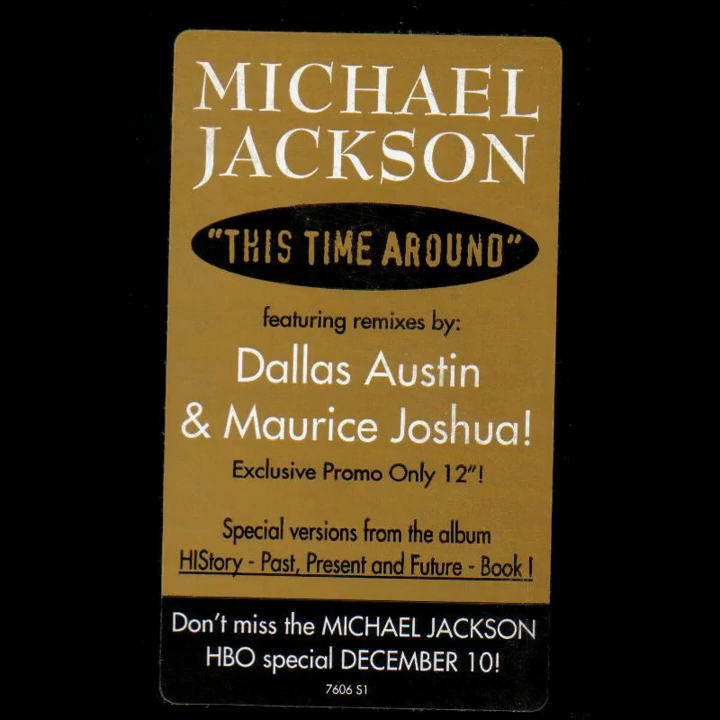 MICHAEL
JACKSON
"THIS TIME AROUND"
featuring remixes by:
Dallas Austin
& Maurice Joshua!
Exclusive Promo Only 12"!
Special versions from the album
HIStory - Past, Present and Future - Book I
Don't miss the MICHAEL JACKSON
HBO special DECEMBER 10!
7606 S1